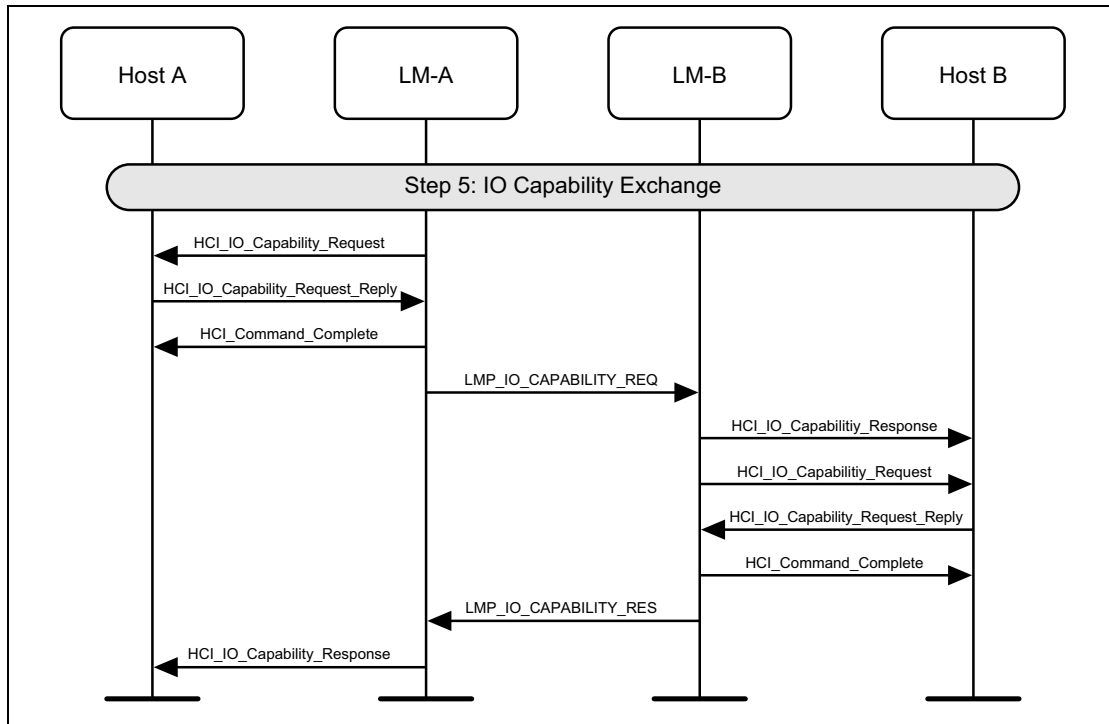 Host A
LM-A
LM-B
Host B
Step 5: IO Capability Exchange
HCI_IO_Capability_Request
HCI_IO_Capability_Request_Reply
HCI_Command_Complete
LMP_IO_CAPABILITY_REQ
HCI_IO_Capabilitiy_Response
HCI_IO_Capabilitiy_Request
HCI_IO_Capability_Request_Reply
HCI_Command_Complete
LMP_IO_CAPABILITY_RES
HCI_IO_Capability_Response